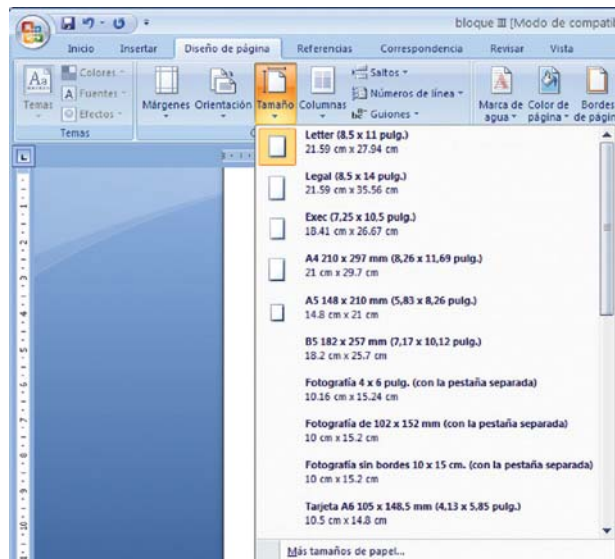 bloque III [Modo de compati
Inicio Insertar Diseño de página Referencias Correspondencia Revisar Vista
Aa
Temas
Colores
A Fuentes
Efectos
Márgenes Orientación Tamaño Columnas
Saltos
Números de línea
Guiones
Marca de agua
Color de página
Bordes de págin
Temas
Letter (8.5 x 11 pulg.)
21.59 cm x 27.94 cm
Legal (8.5 x 14 pulg.)
21.59 cm x 35.56 cm
Exec (7,25 x 10,5 pulg.)
18.41 cm x 26.67 cm
A4 210 x 297 mm (8,26 x 11,69 pulg.)
21 cm x 29.7 cm
A5 148 x 210 mm (5,83 x 8,26 pulg.)
14.8 cm x 21 cm
B5 182 x 257 mm (7,17 x 10,12 pulg.)
18.2 cm x 25.7 cm
Fotografía 4 x 6 pulg. (con la pestaña separada)
10.16 cm x 15.24 cm
Fotografía de 102 x 152 mm (con la pestaña separada)
10 cm x 15.2 cm
Fotografía sin bordes 10 x 15 cm. (con la pestaña separada)
10 cm x 15.2 cm
Tarjeta A6 105 x 148,5 mm (4,13 x 5,85 pulg.)
10.5 cm x 14.8 cm
Más tamaños de papel...